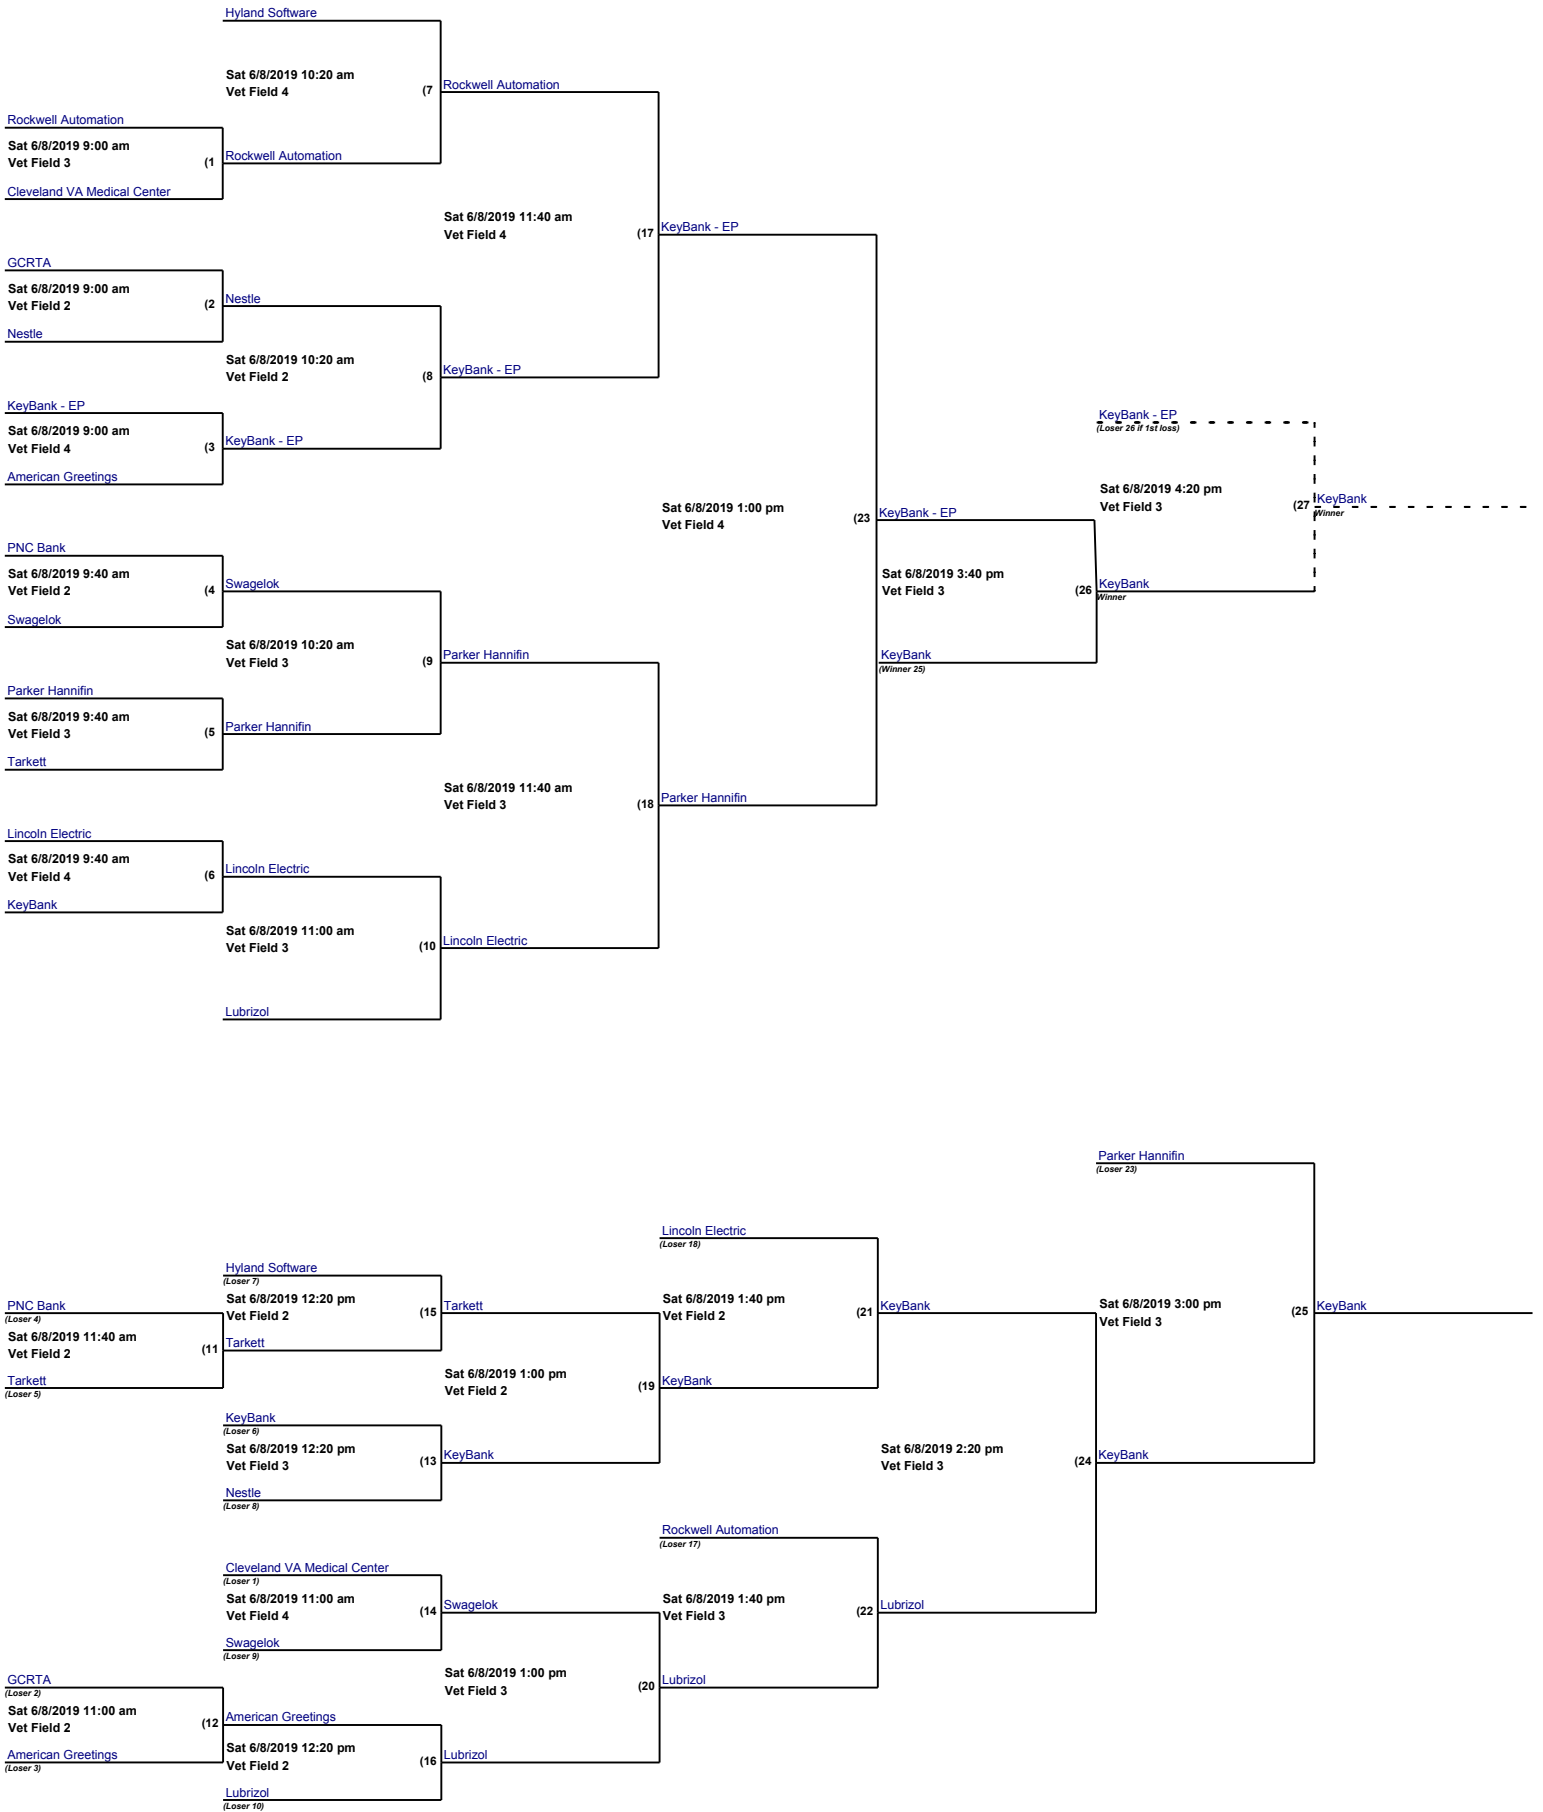 Hyland Software
Sat 6/8/2019 10:20 am
Vet Field 4
(7
Rockwell Automation
Rockwell Automation
Sat 6/8/2019 9:00 am
Vet Field 3
(1
Rockwell Automation
Cleveland VA Medical Center
Sat 6/8/2019 11:40 am
Vet Field 4
(17
KeyBank - EP
GCRTA
Sat 6/8/2019 9:00 am
Vet Field 2
(2
Nestle
Nestle
Sat 6/8/2019 10:20 am
Vet Field 2
(8
KeyBank - EP
KeyBank - EP
Sat 6/8/2019 9:00 am
Vet Field 4
(3
KeyBank - EP
American Greetings
KeyBank - EP
(Loser 26 if 1st loss)
Sat 6/8/2019 4:20 pm
Vet Field 3
(27
KeyBank
Winner
Sat 6/8/2019 1:00 pm
Vet Field 4
(23
KeyBank - EP
PNC Bank
Sat 6/8/2019 9:40 am
Vet Field 2
(4
Swagelok
Swagelok
Sat 6/8/2019 3:40 pm
Vet Field 3
(26
KeyBank
Winner
Sat 6/8/2019 10:20 am
Vet Field 3
(9
Parker Hannifin
KeyBank
(Winner 25)
Parker Hannifin
Sat 6/8/2019 9:40 am
Vet Field 3
(5
Parker Hannifin
Tarkett
Sat 6/8/2019 11:40 am
Vet Field 3
(18
Parker Hannifin
Lincoln Electric
Sat 6/8/2019 9:40 am
Vet Field 4
(6
Lincoln Electric
KeyBank
Sat 6/8/2019 11:00 am
Vet Field 3
(10
Lincoln Electric
Lubrizol
Parker Hannifin
(Loser 23)
Lincoln Electric
(Loser 18)
Hyland Software
(Loser 7)
Sat 6/8/2019 12:20 pm
Vet Field 2
(15
Tarkett
PNC Bank
(Loser 4)
Sat 6/8/2019 11:40 am
Vet Field 2
(11
Tarkett
Tarkett
(Loser 5)
Sat 6/8/2019 1:40 pm
Vet Field 2
(21
KeyBank
Sat 6/8/2019 3:00 pm
Vet Field 3
(25
KeyBank
Sat 6/8/2019 1:00 pm
Vet Field 2
(19
KeyBank
KeyBank
(Loser 6)
Sat 6/8/2019 12:20 pm
Vet Field 3
(13
KeyBank
Nestle
(Loser 8)
Sat 6/8/2019 2:20 pm
Vet Field 3
(24
KeyBank
Rockwell Automation
(Loser 17)
Cleveland VA Medical Center
(Loser 1)
Sat 6/8/2019 11:00 am
Vet Field 4
(14
Swagelok
Swagelok
(Loser 9)
Sat 6/8/2019 1:40 pm
Vet Field 3
(22
Lubrizol
Sat 6/8/2019 1:00 pm
Vet Field 3
(20
Lubrizol
GCRTA
(Loser 2)
Sat 6/8/2019 11:00 am
Vet Field 2
(12
American Greetings
American Greetings
(Loser 3)
Sat 6/8/2019 12:20 pm
Vet Field 2
(16
Lubrizol
Lubrizol
(Loser 10)